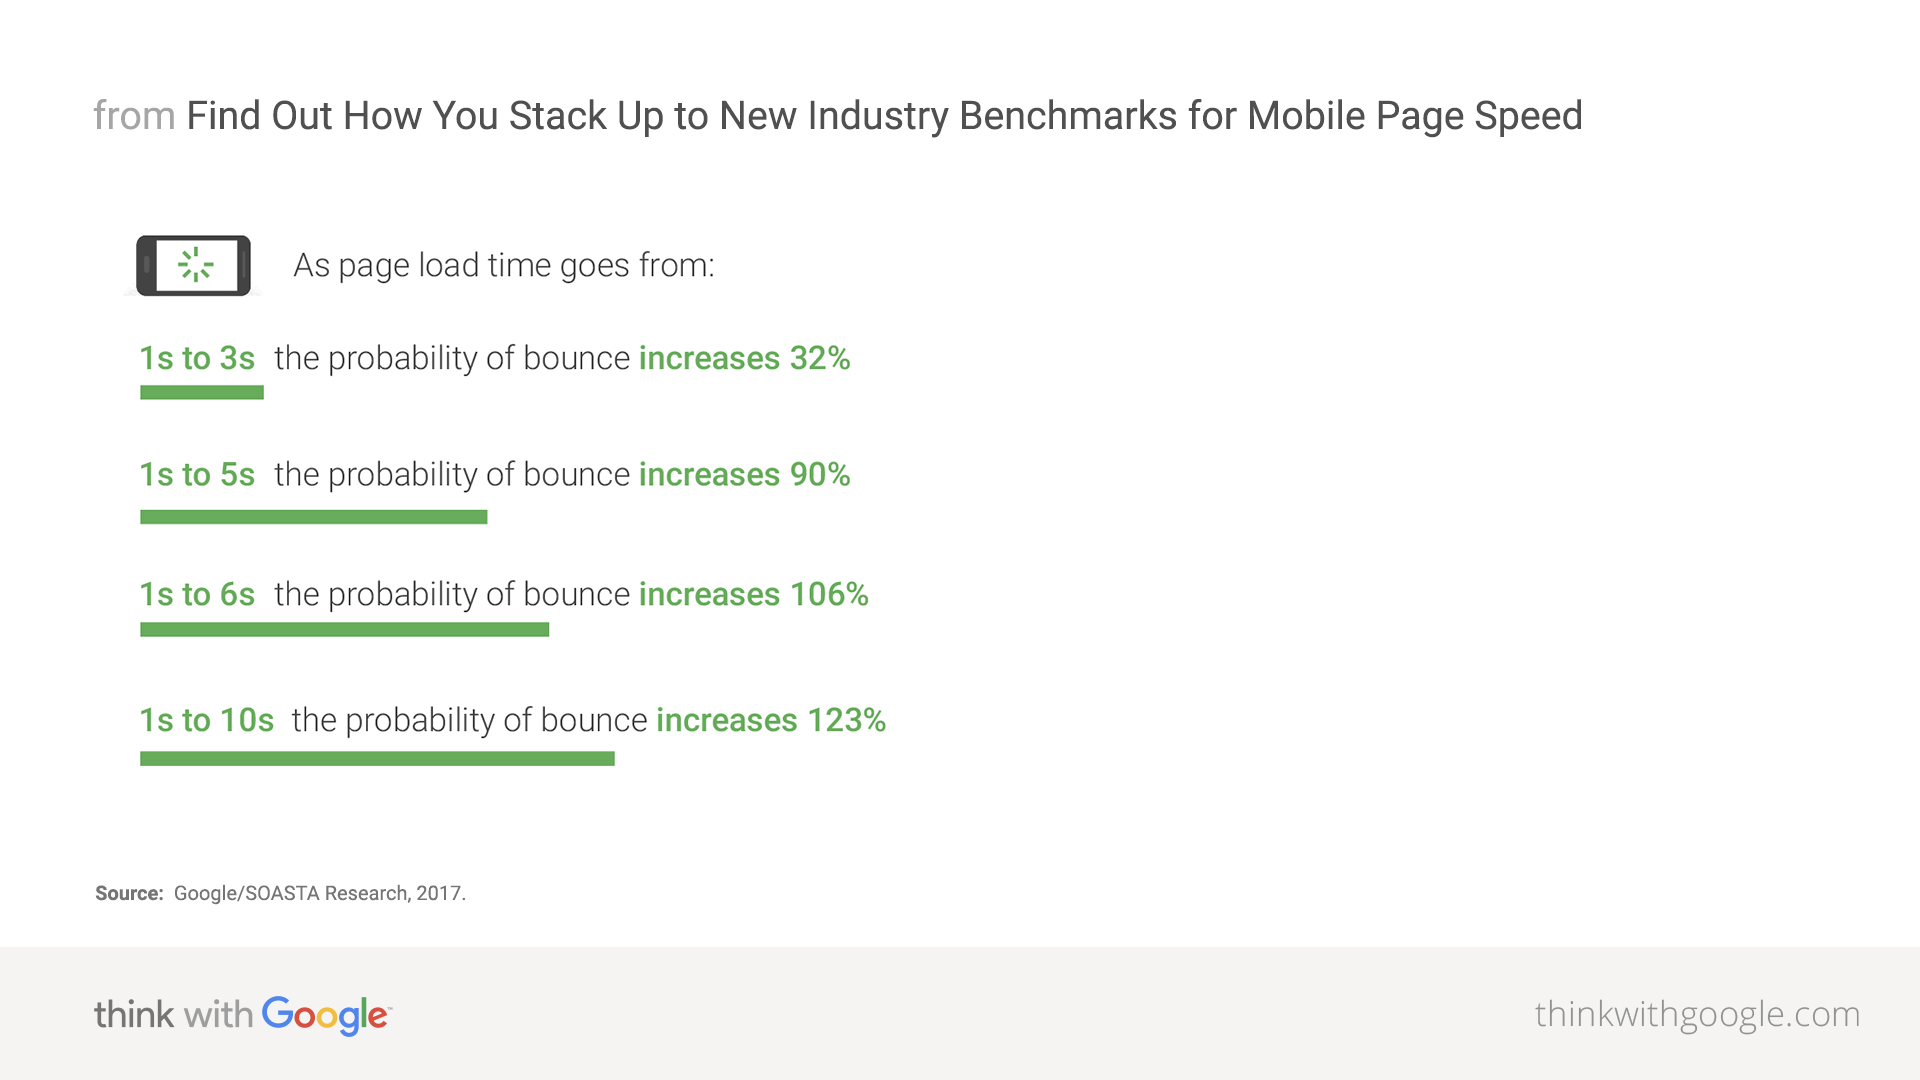 from Find Out How You Stack Up to New Industry Benchmarks for Mobile Page Speed
As page load time goes from:
1s to 3s the probability of bounce increases 32%
1s to 5s the probability of bounce increases 90%
1s to 6s the probability of bounce increases 106%
1s to 10s the probability of bounce increases 123%
Source: Google/SOASTA Research, 2017.
think with Google™
thinkwithgoogle.com